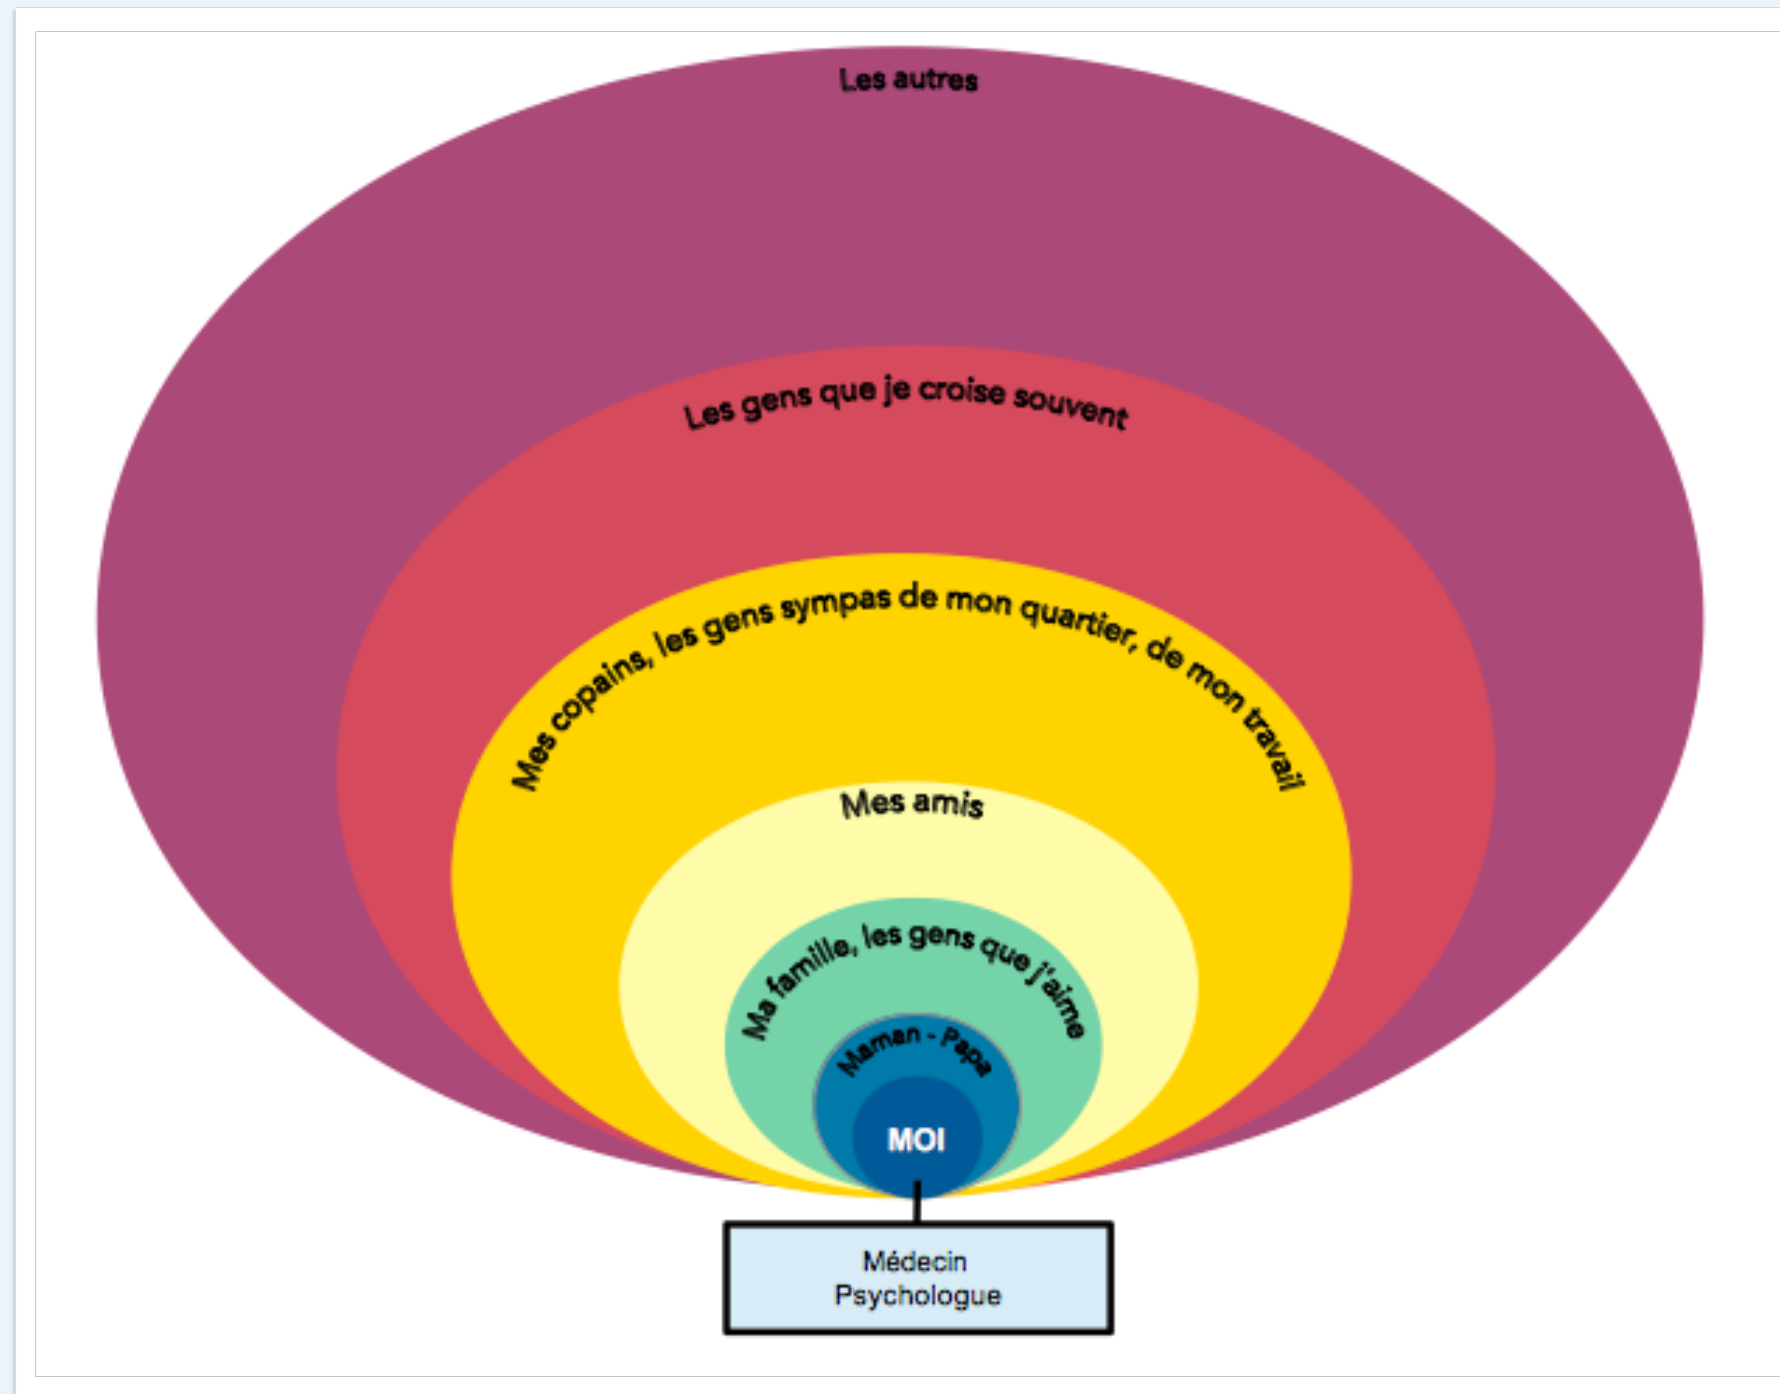 Les autres
Les gens que je croise souvent
Mes copains, les gens sympas de mon quartier, de mon travail
Mes amis
Ma famille, les gens que j'aime
Maman - Papa
MOI
Médecin
Psychologue